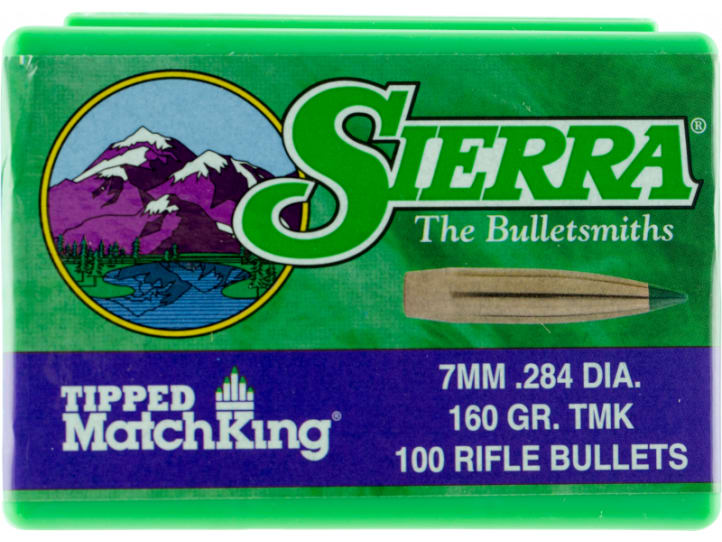 SIERRA®
The Bulletsmiths
TIPPED
MatchKing®
7MM .284 DIA.
160 GR. TMK
100 RIFLE BULLETS